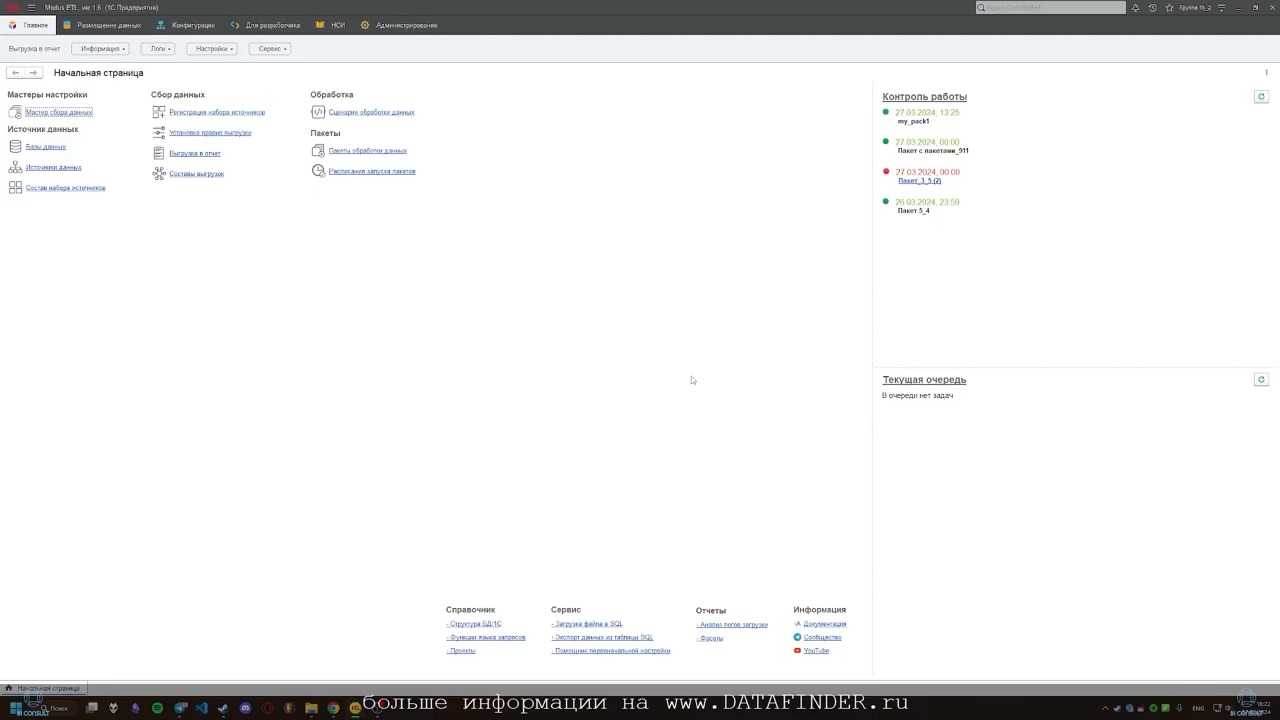 Modus ETL, ver 1.6 (1С:Предприятие)
Главное
Размещение данных
Конфигурации
Для разработчика
НСИ
Администрирование
Выгрузка в отчет
Информация
Логи
Настройки
Сервис
Начальная страница
Мастеры настройки
Мастер сбора данных
Источник данных
Базы данных
Источники данных
Состав набора источников
Сбор данных
Регистрация набора источников
Установка правил выгрузки
Выгрузка в отчет
Составы выгрузок
Обработка
Сценарии обработки данных
Пакеты
Пакеты обработки данных
Расписания запуска пакетов
Контроль работы
27.03.2024, 13:25
my_pack1
27.03.2024, 00:00
Пакет с пакетами_911
27.03.2024, 00:00
Пакет_3_5 (2)
26.03.2024, 23:59
Пакет 5_4
Текущая очередь
В очереди нет задач
Справочник
- Структура БД/1С
- Функции языка запросов
- Проекты
Сервис
- Загрузка файла в SQL
- Экспорт данных из таблицы SQL
- Помощник первоначальной настройки
Отчеты
- Анализ логов загрузки
- Фасеты
Информация
Документация
Сообщество
YouTube
Начальная страница
Поиск
ENG
18:22
больше информации на www.DATAFINDER.ru